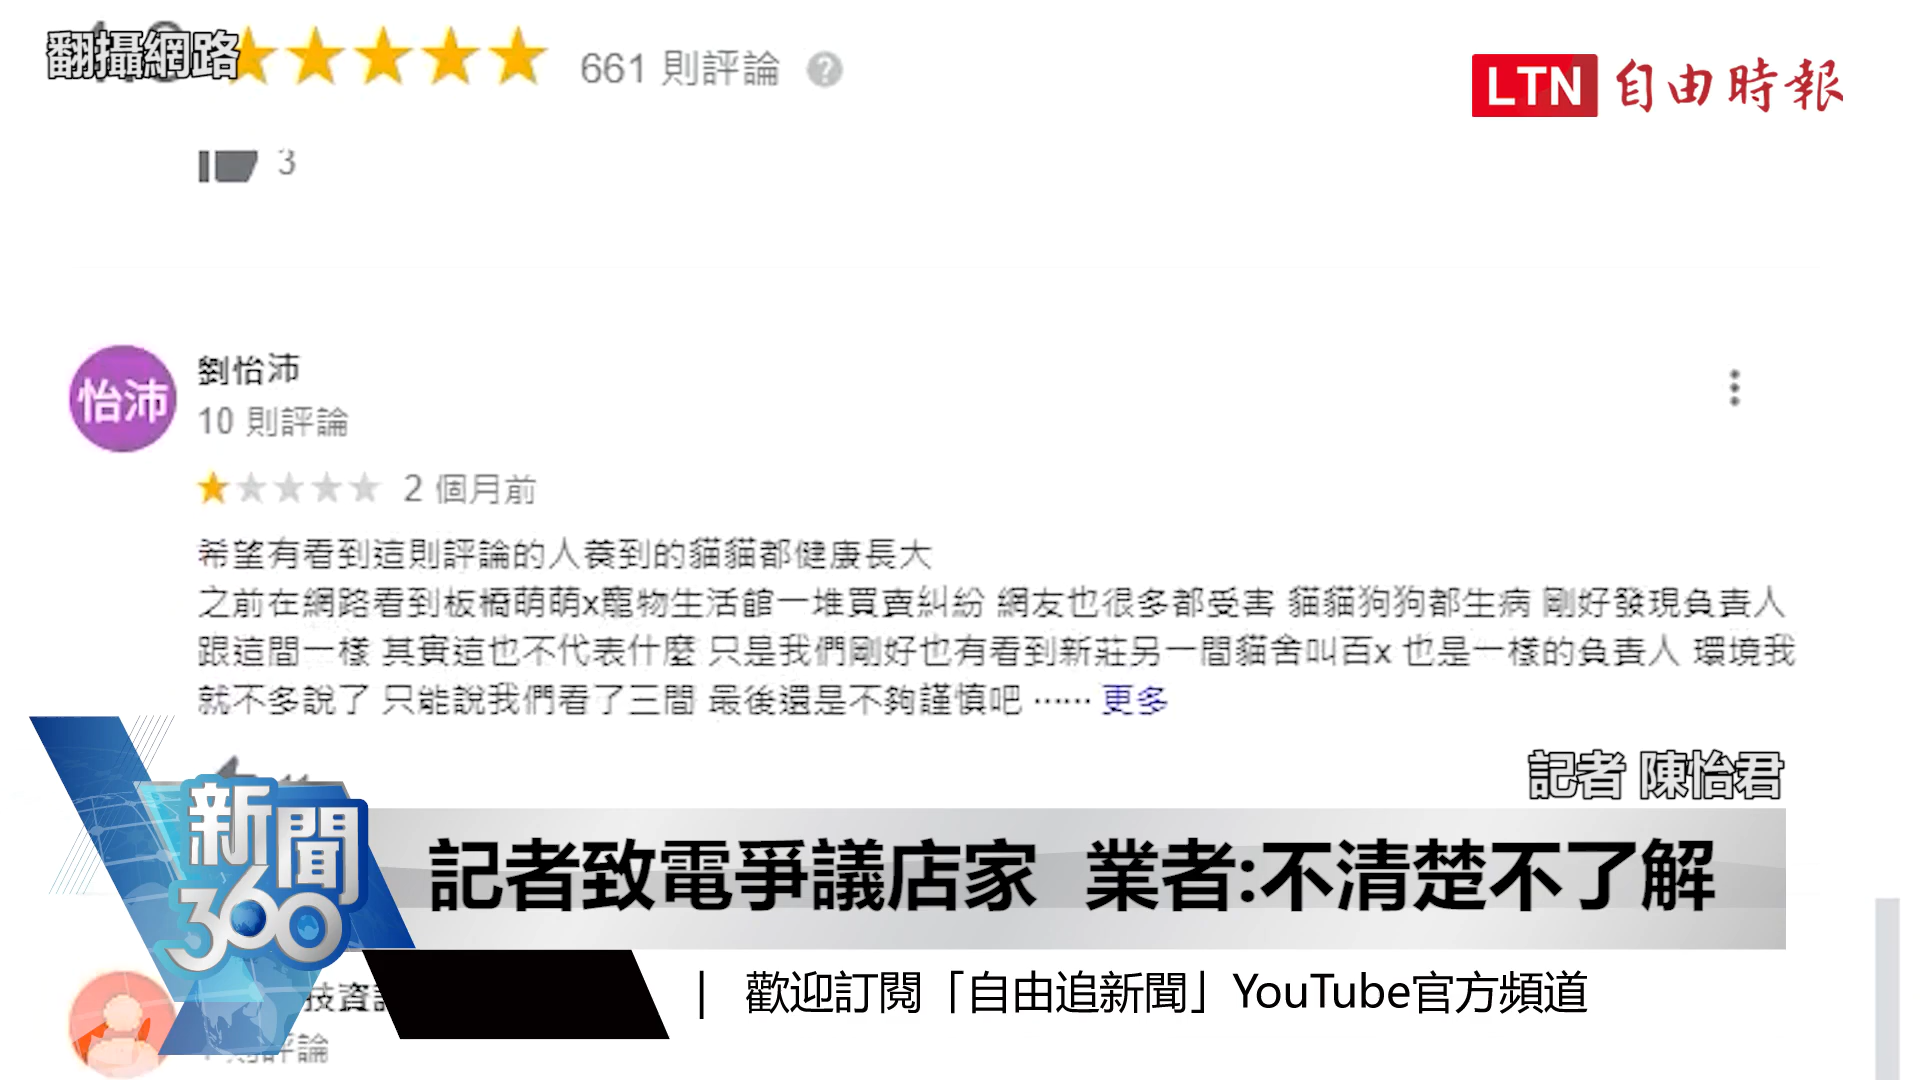 翻攝網路
661 則評論
LTN 自由時報
3
怡沛
劉怡沛
10 則評論
2 個月前
希望有看到這則評論的人養到的貓貓都健康長大
之前在網路看到板橋萌萌x寵物生活館一堆買賣糾紛 網友也很多都受害 貓貓狗狗都生病 剛好發現負責人
跟這間一樣 其實這也不代表什麼 只是我們剛好也有看到新莊另一間貓舍叫百x 也是一樣的負責人 環境我
就不多說了 只能說我們看了三間 最後還是不夠謹慎吧 …… 更多
記者 陳怡君
新聞
360
記者致電爭議店家 業者:不清楚不了解
| 歡迎訂閱「自由追新聞」YouTube官方頻道
技資
評論